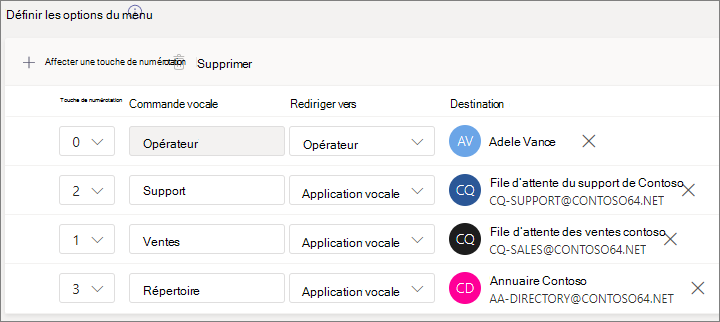 Définir les options du menu
Affecter une touche de numérotation Supprimer
Touche de numérotation Commande vocale Rediriger vers Destination
0 Opérateur Opérateur AV Adele Vance
2 Support Application vocale CQ File d'attente du support de Contoso
CQ-SUPPORT@CONTOSO64.NET
1 Ventes Application vocale CQ File d'attente des ventes contoso
CQ-SALES@CONTOSO64.NET
3 Répertoire Application vocale CD Annuaire Contoso
AA-DIRECTORY@CONTOSO64.NET